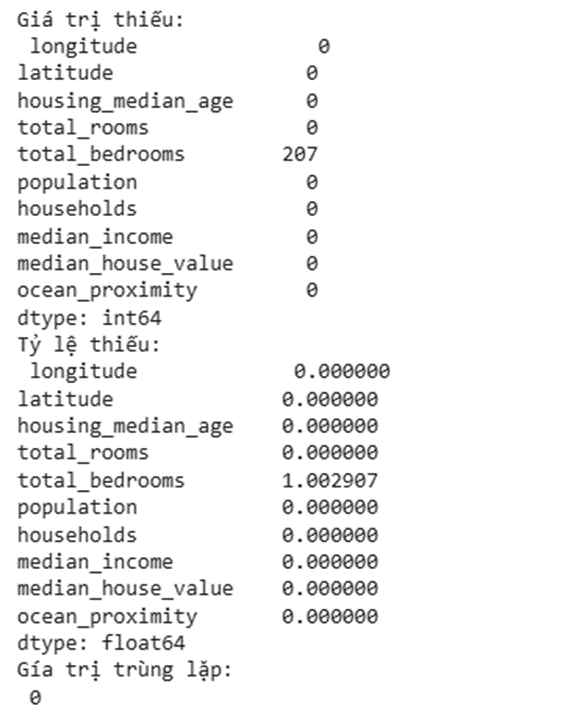 Giá trị thiếu:
 longitude               0
latitude                0
housing_median_age      0
total_rooms             0
total_bedrooms        207
population              0
households              0
median_income           0
median_house_value      0
ocean_proximity         0
dtype: int64
Tỷ lệ thiếu:
 longitude             0.000000
latitude              0.000000
housing_median_age    0.000000
total_rooms           0.000000
total_bedrooms        1.002907
population            0.000000
households            0.000000
median_income         0.000000
median_house_value    0.000000
ocean_proximity       0.000000
dtype: float64
Gía trị trùng lặp:
 0